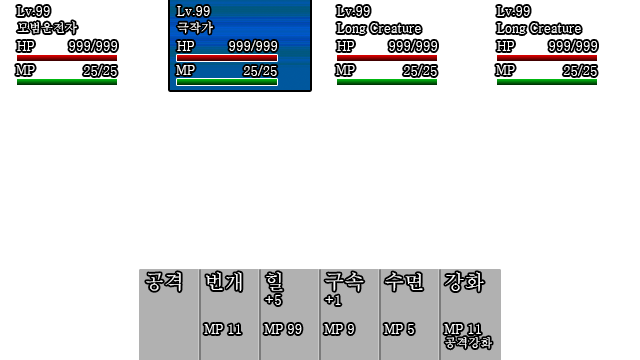 Lv.99
모범운전자
HP 999/999
MP 25/25
Lv.99
극작가
HP 999/999
MP 25/25
Lv.99
Long Creature
HP 999/999
MP 25/25
Lv.99
Long Creature
HP 999/999
MP 25/25
공격
번개
MP 11
힐
+5
MP 99
구속
+1
MP 9
수면
MP 5
강화
MP 11
공격강화